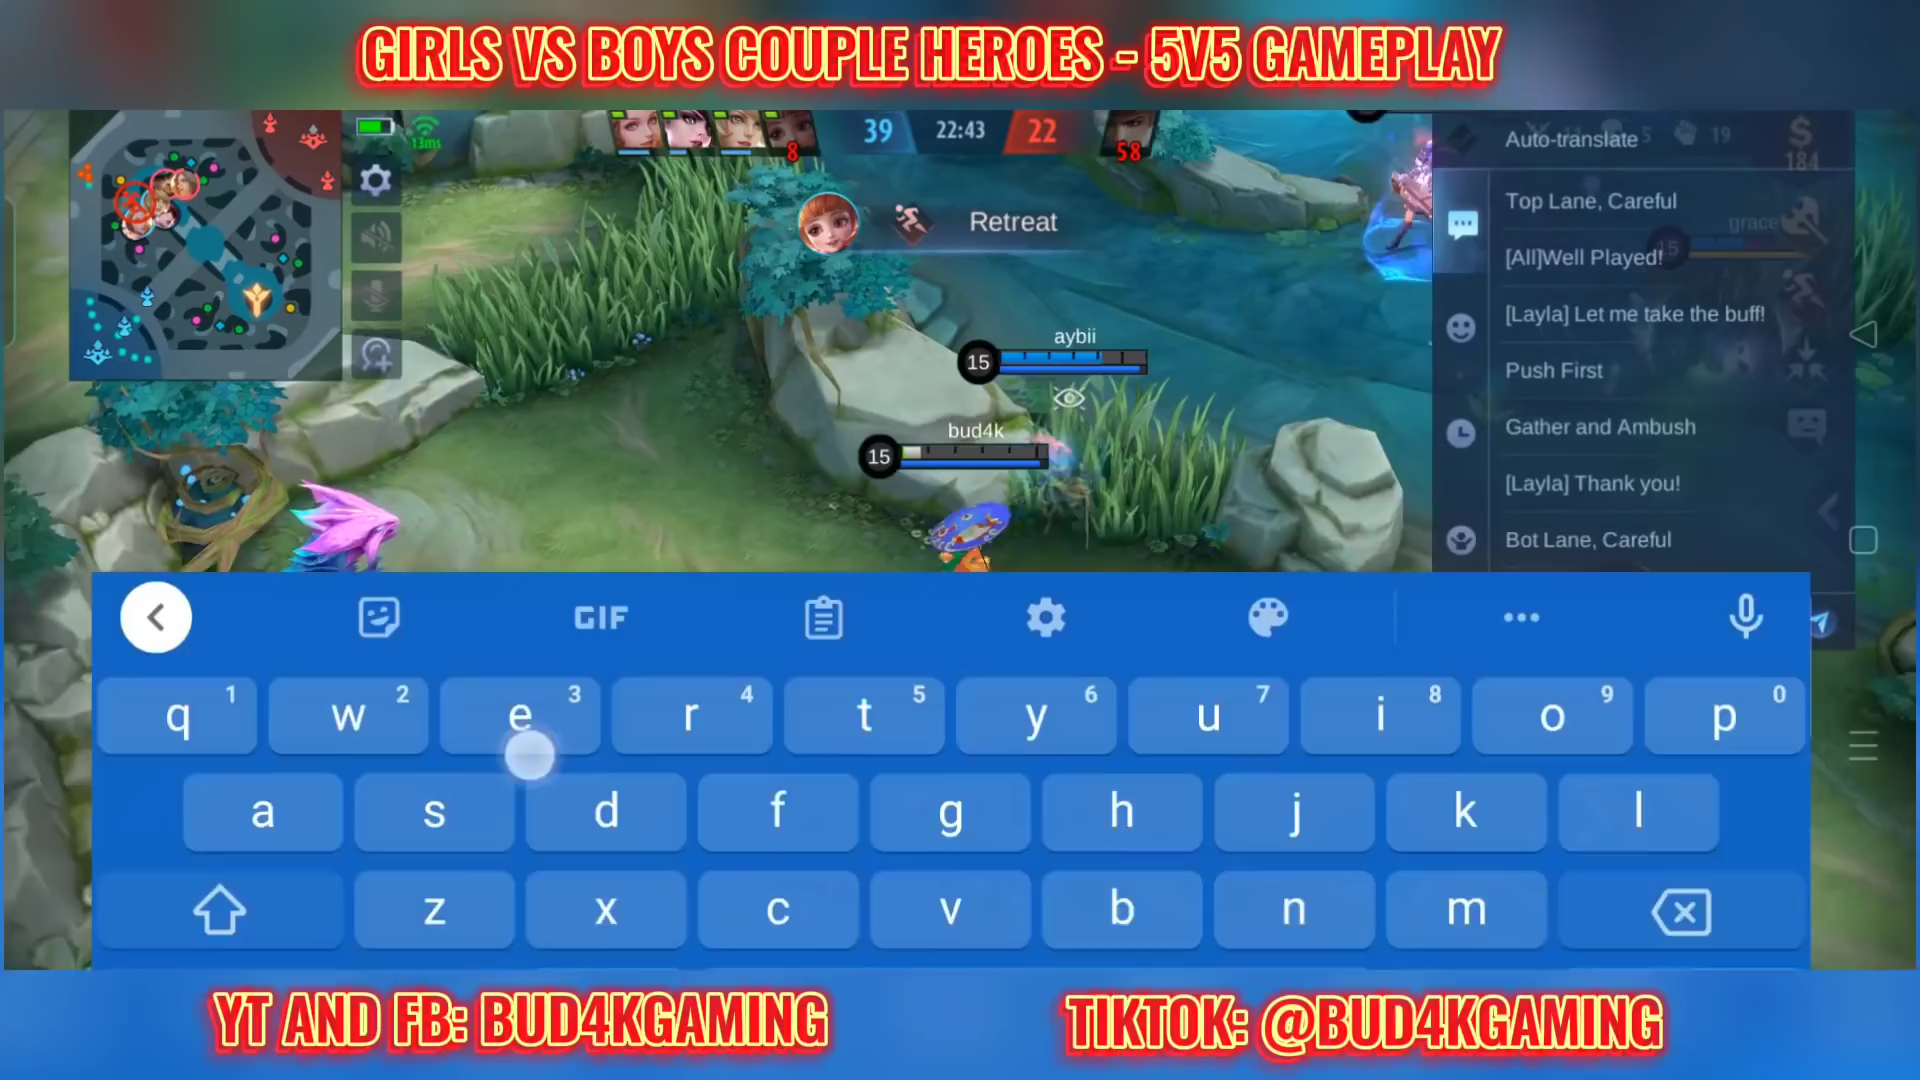 GIRLS VS BOYS COUPLE HEROES - 5V5 GAMEPLAY
13ms
8
39
22:43
22
58
Auto-translate
5
19
184
Retreat
Top Lane, Careful
grace
15
[All]Well Played!
[Layla] Let me take the buff!
Push First
Gather and Ambush
[Layla] Thank you!
Bot Lane, Careful
aybii
15
bud4k
15
GIF
q 1 w 2 e 3 r 4 t 5 y 6 u 7 i 8 o 9 p 0
a s d f g h j k l
z x c v b n m
YT AND FB: BUD4KGAMING
TIKTOK: @BUD4KGAMING